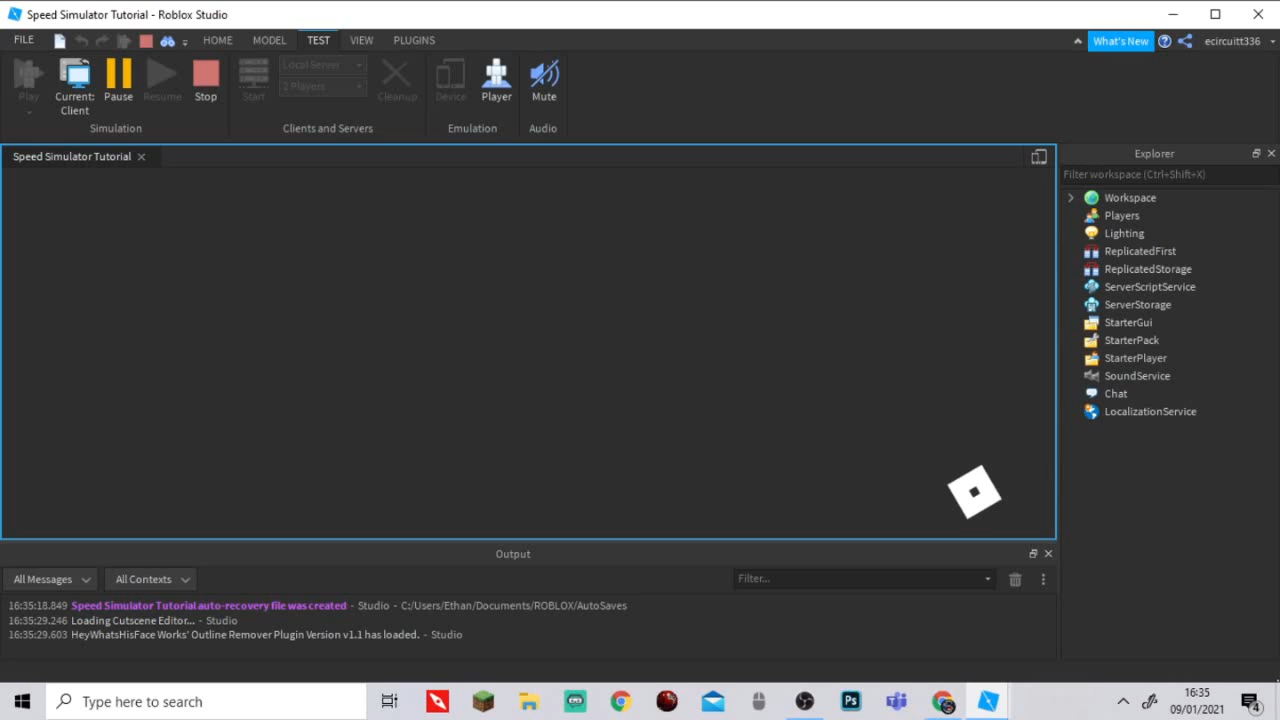 Speed Simulator Tutorial - Roblox Studio
FILE HOME MODEL TEST VIEW PLUGINS What's New ecircuitt336
Play Current: Client Pause Resume Stop Start Local Server 2 Players Cleanup Device Player Mute
Simulation Clients and Servers Emulation Audio
Speed Simulator Tutorial
Explorer
Filter workspace (Ctrl+Shift+X)
Workspace
Players
Lighting
ReplicatedFirst
ReplicatedStorage
ServerScriptService
ServerStorage
StarterGui
StarterPack
StarterPlayer
SoundService
Chat
LocalizationService
Output
All Messages All Contexts Filter...
16:35:18.849 Speed Simulator Tutorial auto-recovery file was created - Studio - C:/Users/Ethan/Documents/ROBLOX/AutoSaves
16:35:29.246 Loading Cutscene Editor... - Studio
16:35:29.603 HeyWhatsHisFace Works' Outline Remover Plugin Version v1.1 has loaded. - Studio
Type here to search
Ps
16:35
09/01/2021
4